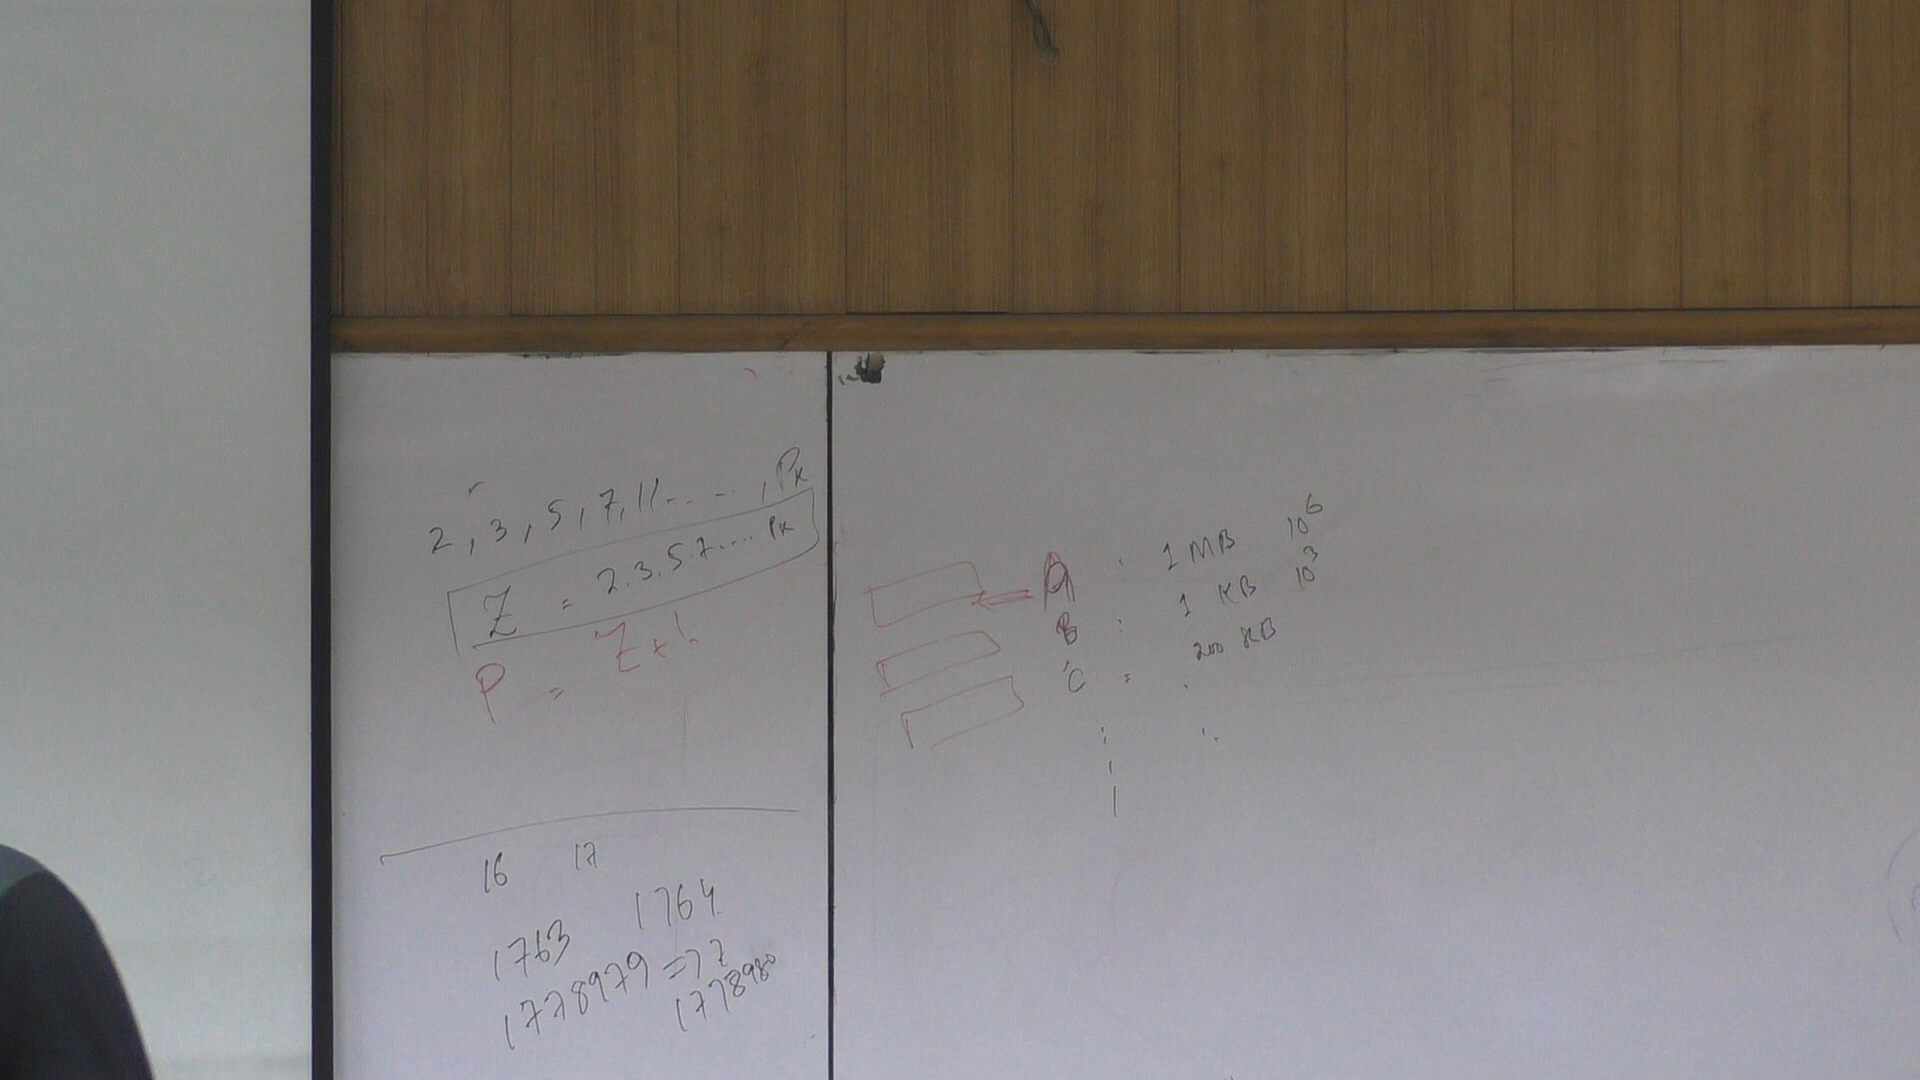 2, 3, 5, 7, 11 ....., Pk
Z = 2.3.5.7.... Pk
P = Z+1
16 17
1763 1764
1778979 => Z
1778980
A : 1 MB 10^6
B : 1 KB 10^3
C = 200 KB